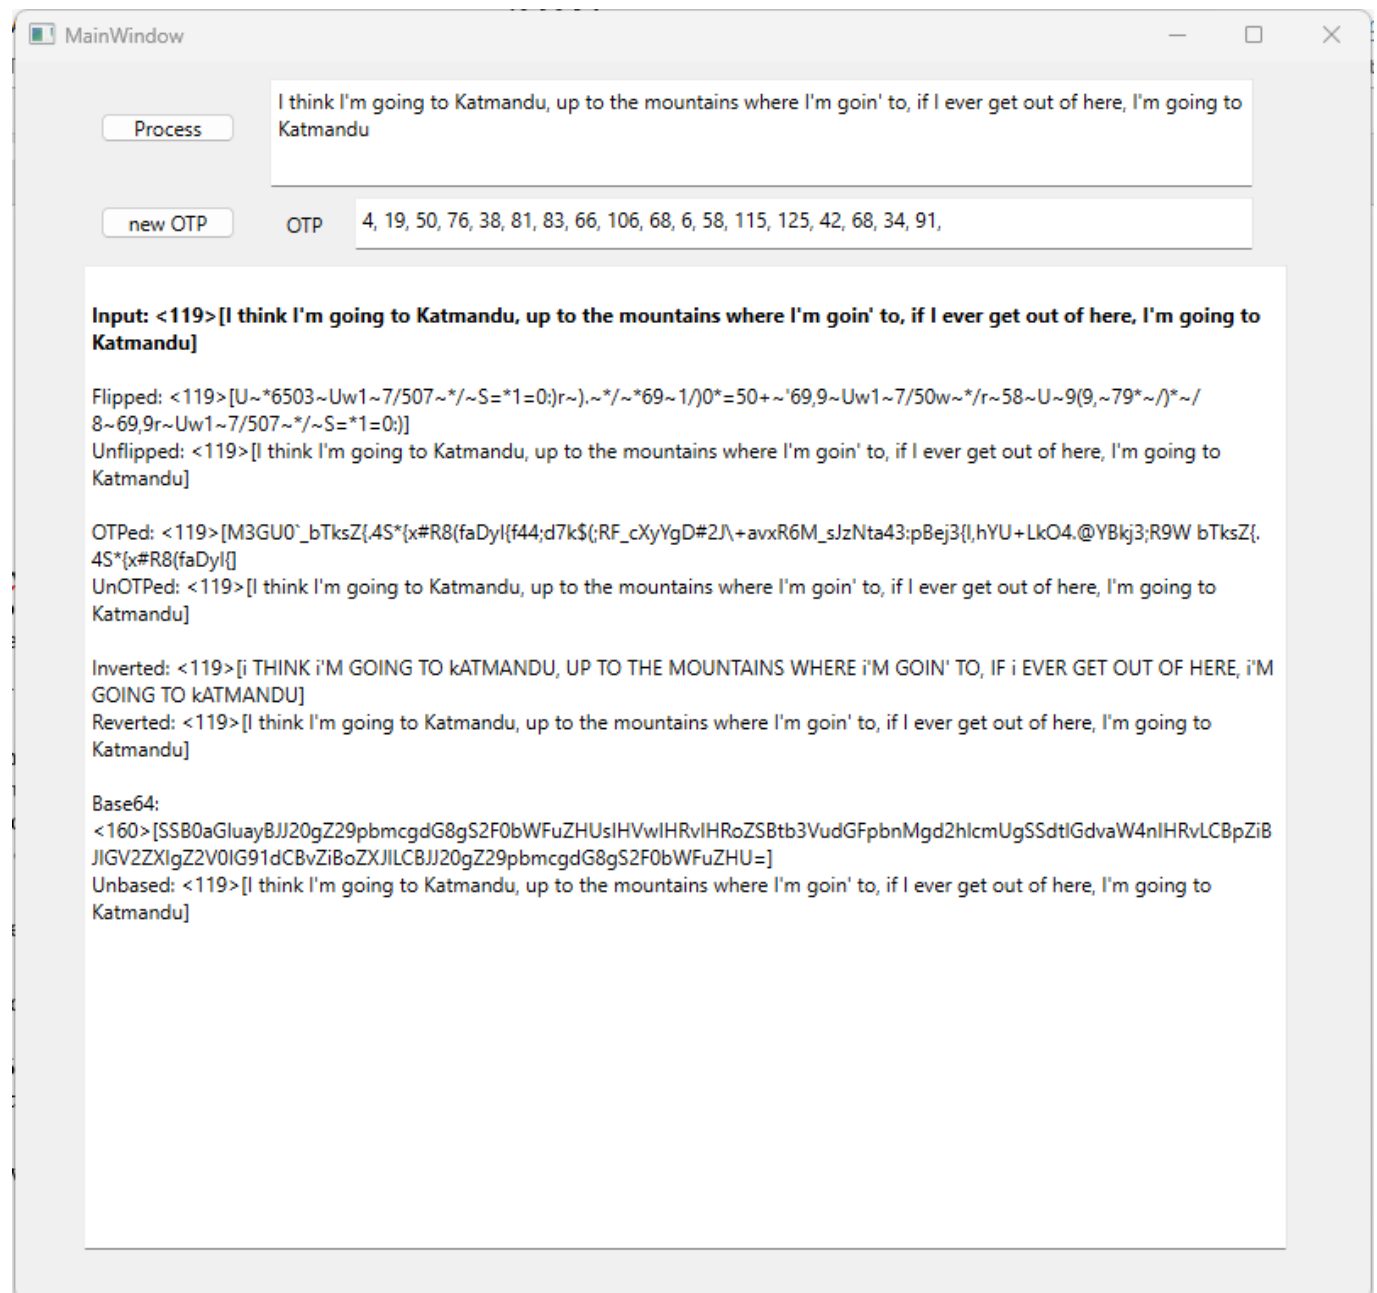 MainWindow
Process
I think I'm going to Katmandu, up to the mountains where I'm goin' to, if I ever get out of here, I'm going to
Katmandu
new OTP
OTP
4, 19, 50, 76, 38, 81, 83, 66, 106, 68, 6, 58, 115, 125, 42, 68, 34, 91,
Input: <119>[I think I'm going to Katmandu, up to the mountains where I'm goin' to, if I ever get out of here, I'm going to
Katmandu]
Flipped: <119>[U~*6503~Uw1~7/507~*/~S=*1=0:)r~).~*/~*69~1/)0*=50+~'69,9~Uw1~7/50w~*/r~58~U~9(9,~79*~/)*~/
8~69,9r~Uw1~7/507~*/~S=*1=0:)]
Unflipped: <119>[I think I'm going to Katmandu, up to the mountains where I'm goin' to, if I ever get out of here, I'm going to
Katmandu]
OTPed: <119>[M3GU0`_bTksZ{.4S*{x#R8(faDyI{f44;d7k$(;RF_cXyYgD#2J\+avxR6M_sJzNta43:pBej3{I,hYU+LkO4.@YBkj3;R9W bTksZ{.
4S*{x#R8(faDyI{]
UnOTPed: <119>[I think I'm going to Katmandu, up to the mountains where I'm goin' to, if I ever get out of here, I'm going to
Katmandu]
Inverted: <119>[i THINK i'M GOING TO kATMANDU, UP TO THE MOUNTAINS WHERE i'M GOIN' TO, IF i EVER GET OUT OF HERE, i'M
GOING TO kATMANDU]
Reverted: <119>[I think I'm going to Katmandu, up to the mountains where I'm goin' to, if I ever get out of here, I'm going to
Katmandu]
Base64:
<160>[SSB0aGluayBJJ20gZ29pbmcgdG8gS2F0bWFuZHUsIHVwIHRvIHRoZSBtb3VudGFpbnMgd2hlcmUgSSdtIGdvaW4nIHRvLCBpZiB
JIGV2ZXIgZ2V0IG91dCBvZiBoZXJlLCBJJ20gZ29pbmcgdG8gS2F0bWFuZHU=]
Unbased: <119>[I think I'm going to Katmandu, up to the mountains where I'm goin' to, if I ever get out of here, I'm going to
Katmandu]